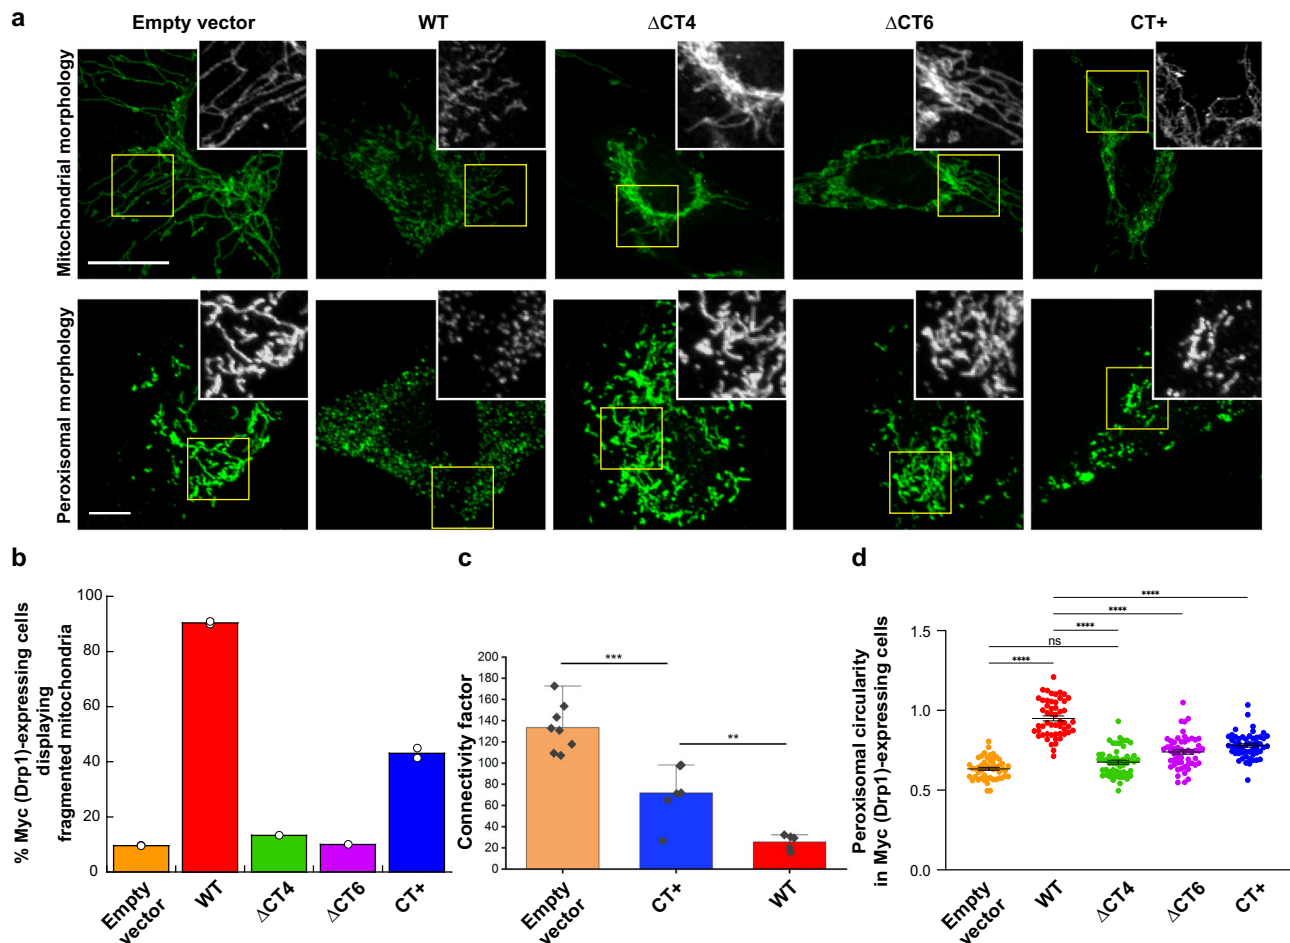 a
Empty vector
WT
ΔCT4
ΔCT6
CT+
Mitochondrial morphology
Peroxisomal morphology
b
% Myc (Drp1)-expressing cells
displaying
fragmented mitochondria
100
80
60
40
20
0
Empty
vector
WT
ΔCT4
ΔCT6
CT+
c
Connectivity factor
200
180
160
140
120
100
80
60
40
20
0
***
**
Empty
vector
CT+
WT
d
Peroxisomal circularity
in Myc (Drp1)-expressing cells
1.5
1.0
0.5
0.0
****
****
****
ns
****
Empty
vector
WT
ΔCT4
ΔCT6
CT+